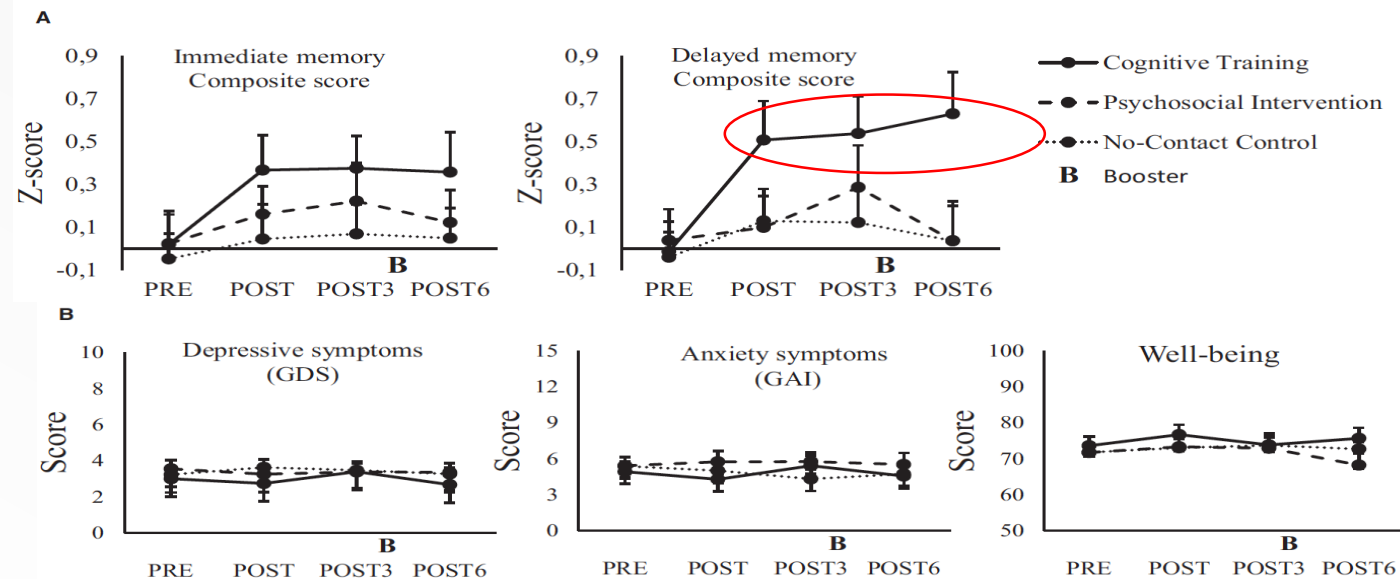 A
Immediate memory
Composite score
Z-score
0,9
0,7
0,5
0,3
0,1
-0,1
B
PRE POST POST3 POST6
Delayed memory
Composite score
Z-score
0,9
0,7
0,5
0,3
0,1
-0,1
B
PRE POST POST3 POST6
Cognitive Training
Psychosocial Intervention
No-Contact Control
B Booster
B
Depressive symptoms
(GDS)
Score
10
8
6
4
2
0
B
PRE POST POST3 POST6
Anxiety symptoms
(GAI)
Score
15
12
9
6
3
0
B
PRE POST POST3 POST6
Well-being
Score
100
90
80
70
60
50
B
PRE POST POST3 POST6